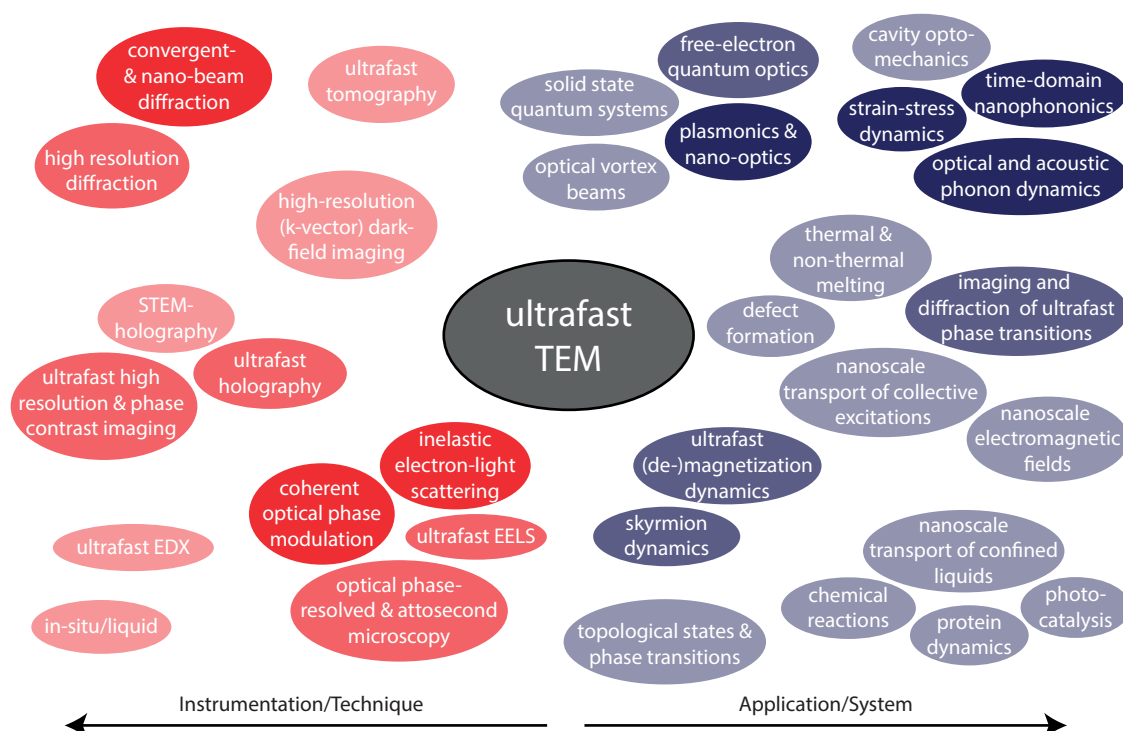 convergent-
& nano-beam
diffraction
ultrafast
tomography
high resolution
diffraction
high-resolution
(k-vector) dark-
field imaging
STEM-
holography
ultrafast
holography
ultrafast high
resolution & phase
contrast imaging
inelastic
electron-light
scattering
coherent
optical phase
modulation
ultrafast EELS
ultrafast EDX
optical phase-
resolved & attosecond
microscopy
in-situ/liquid
ultrafast
TEM
free-electron
quantum optics
solid state
quantum systems
plasmonics &
nano-optics
optical vortex
beams
cavity opto-
mechanics
time-domain
nanophononics
strain-stress
dynamics
optical and acoustic
phonon dynamics
thermal &
non-thermal
melting
defect
formation
imaging and
diffraction of ultrafast
phase transitions
nanoscale
transport of collective
excitations
nanoscale
electromagnetic
fields
ultrafast
(de-)magnetization
dynamics
skyrmion
dynamics
nanoscale
transport of confined
liquids
chemical
reactions
protein
dynamics
photo-
catalysis
topological states &
phase transitions
Instrumentation/Technique
Application/System